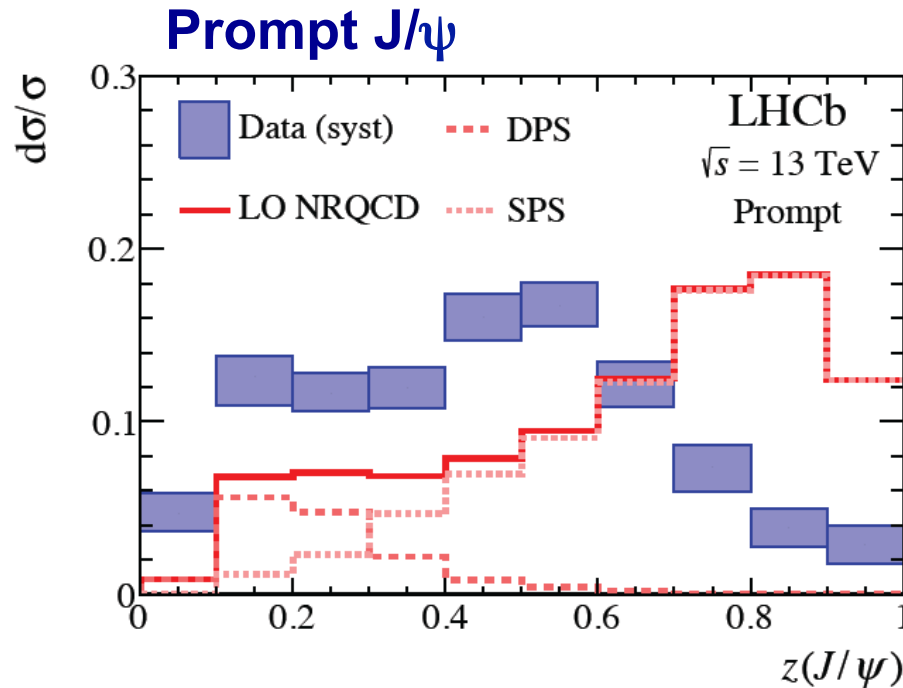 Prompt J/ψ
dσ/σ
0.3
0.2
0.1
0
Data (syst)
DPS
LO NRQCD
SPS
LHCb
√s = 13 TeV
Prompt
0 0.2 0.4 0.6 0.8 1
z(J/ψ)